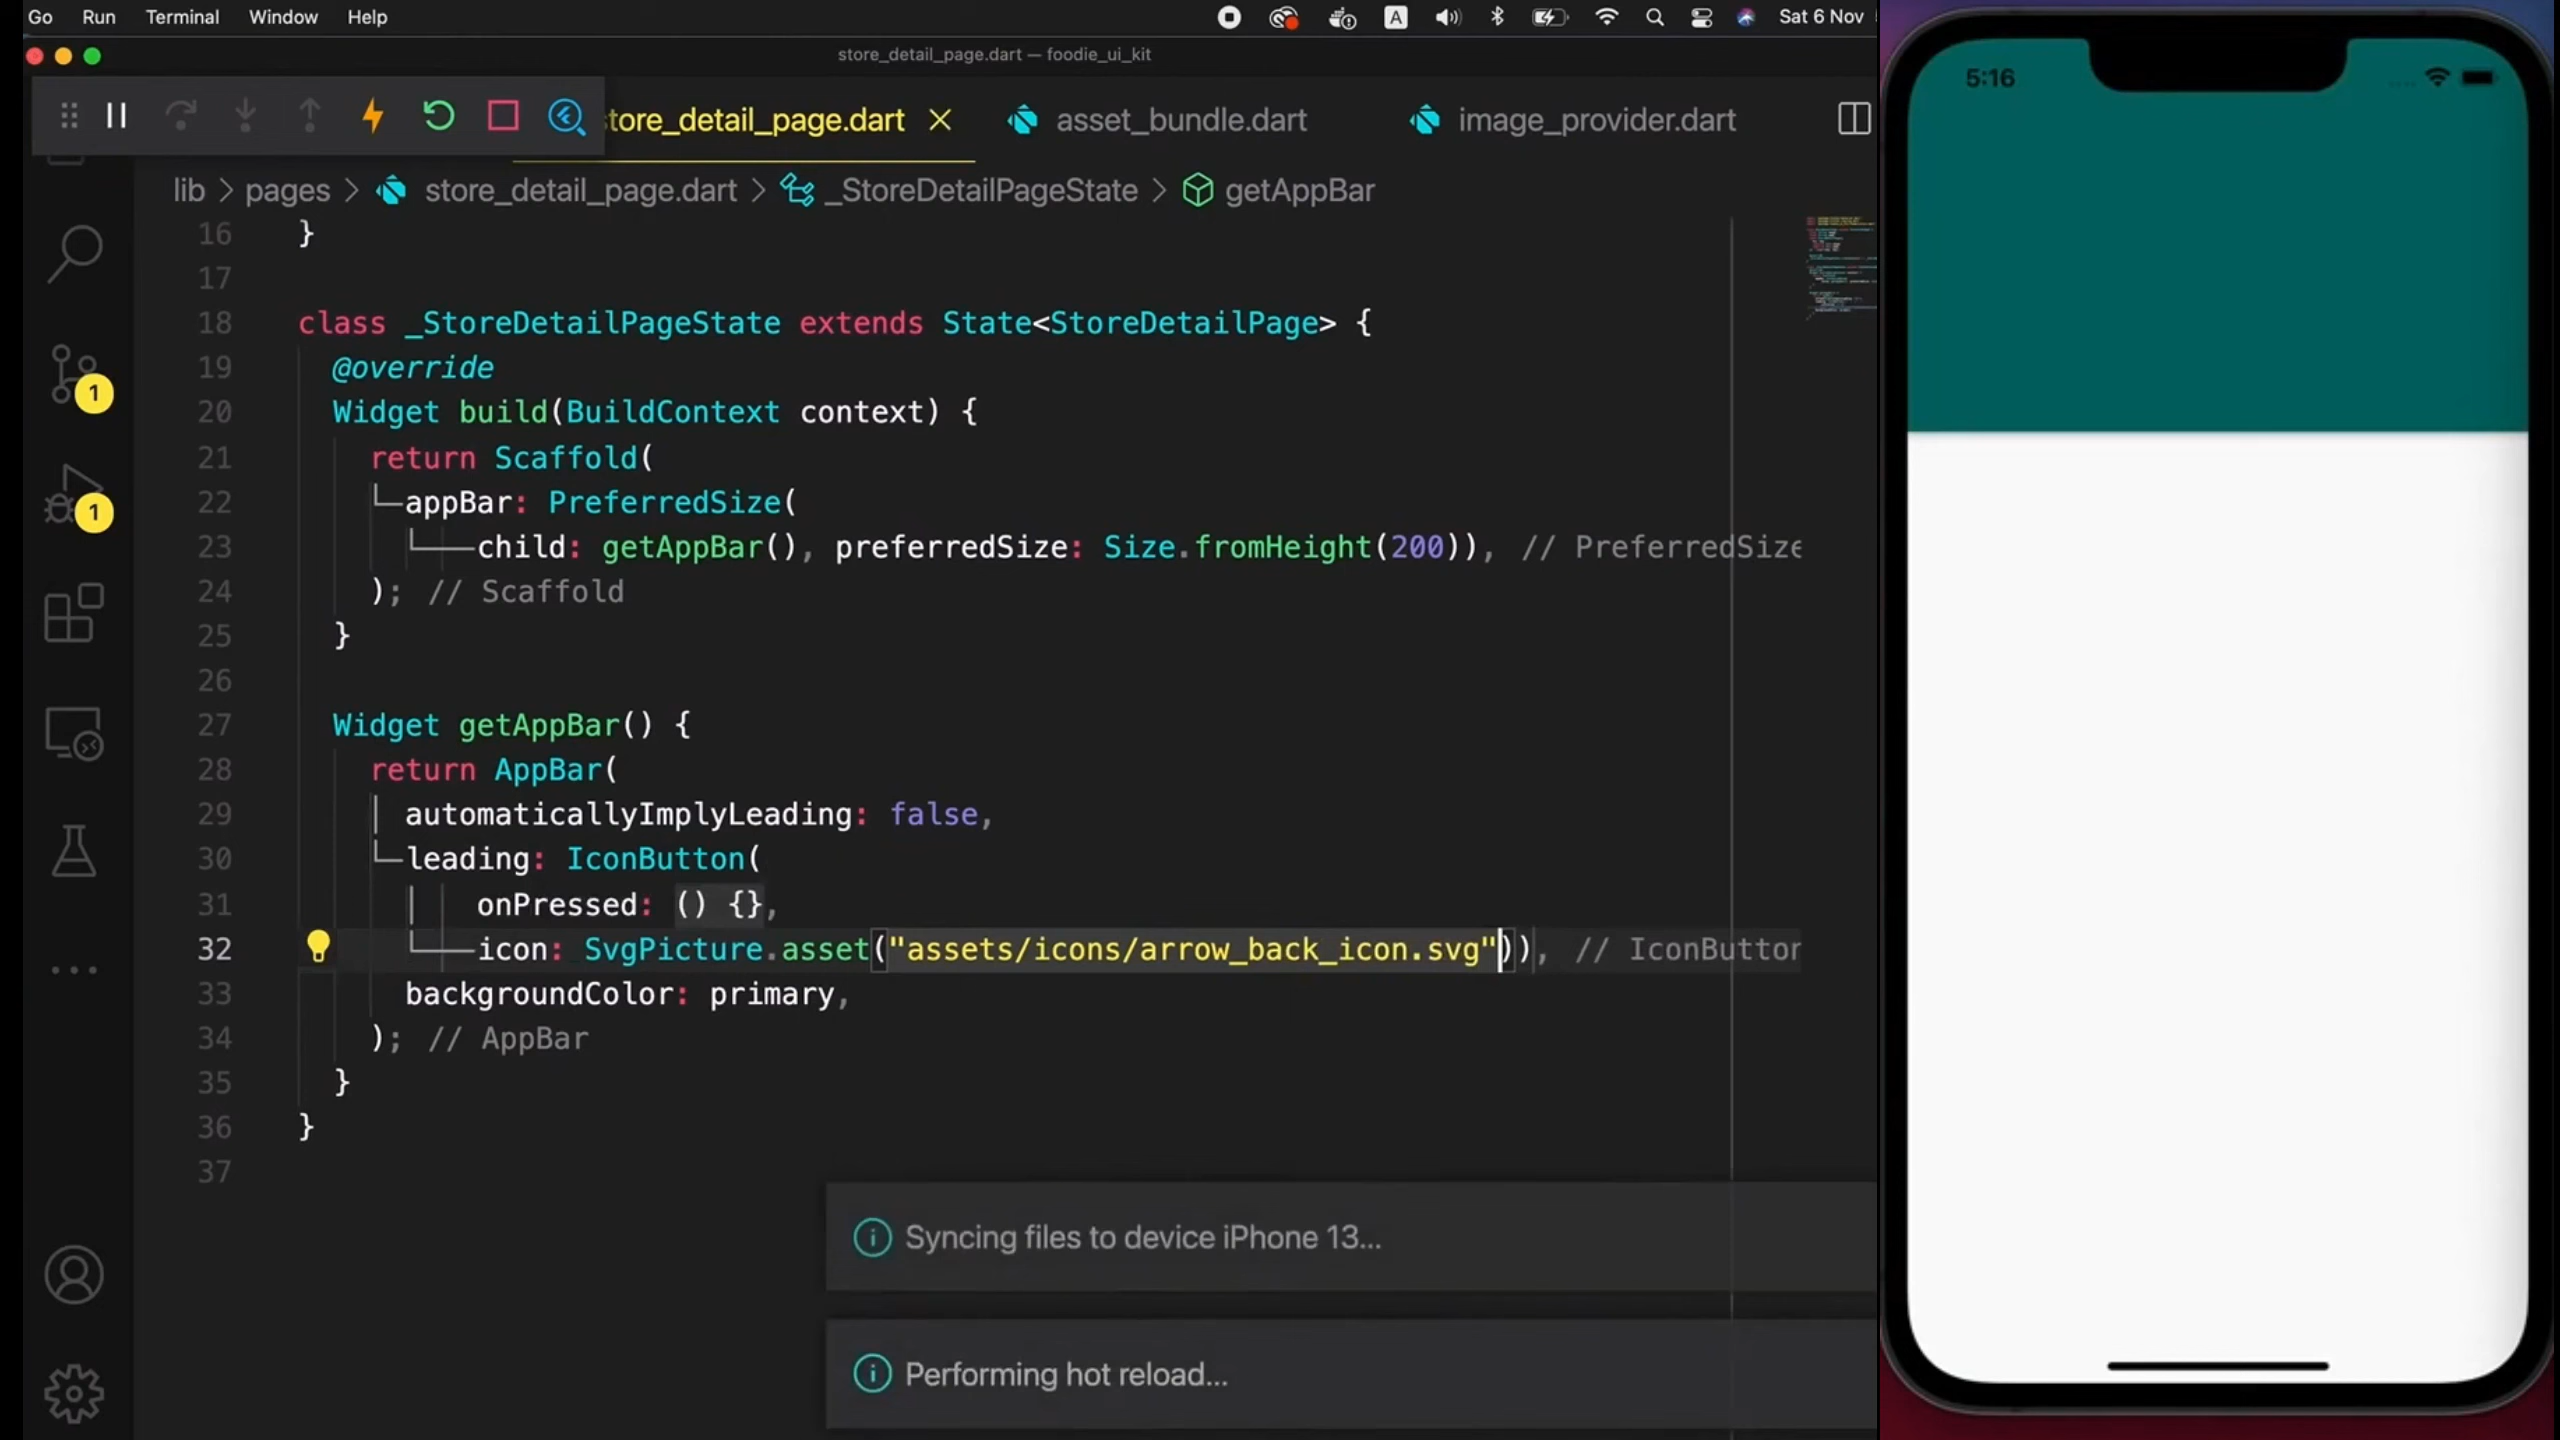 Go Run Terminal Window Help A Sat 6 Nov
store_detail_page.dart — foodie_ui_kit
store_detail_page.dart asset_bundle.dart image_provider.dart
lib > pages > store_detail_page.dart > _StoreDetailPageState > getAppBar
16 }
17
18 class _StoreDetailPageState extends State<StoreDetailPage> {
19 @override
20 Widget build(BuildContext context) {
21 return Scaffold(
22 appBar: PreferredSize(
23 child: getAppBar(), preferredSize: Size.fromHeight(200)), // PreferredSize
24 ); // Scaffold
25 }
26
27 Widget getAppBar() {
28 return AppBar(
29 automaticallyImplyLeading: false,
30 leading: IconButton(
31 onPressed: () {},
32 icon: SvgPicture.asset("assets/icons/arrow_back_icon.svg")), // IconButton
33 backgroundColor: primary,
34 ); // AppBar
35 }
36 }
37
1
1
Syncing files to device iPhone 13...
Performing hot reload...
5:16